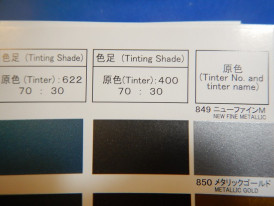 色足 (Tinting Shade)
原色 (Tinter) : 622
70 : 30
色足 (Tinting Shade)
原色 (Tinter) : 400
70 : 30
原色
(Tinter No. and
tinter name)
849 ニューファインM
NEW FINE METALLIC
850 メタリックゴールド
METALLIC GOLD